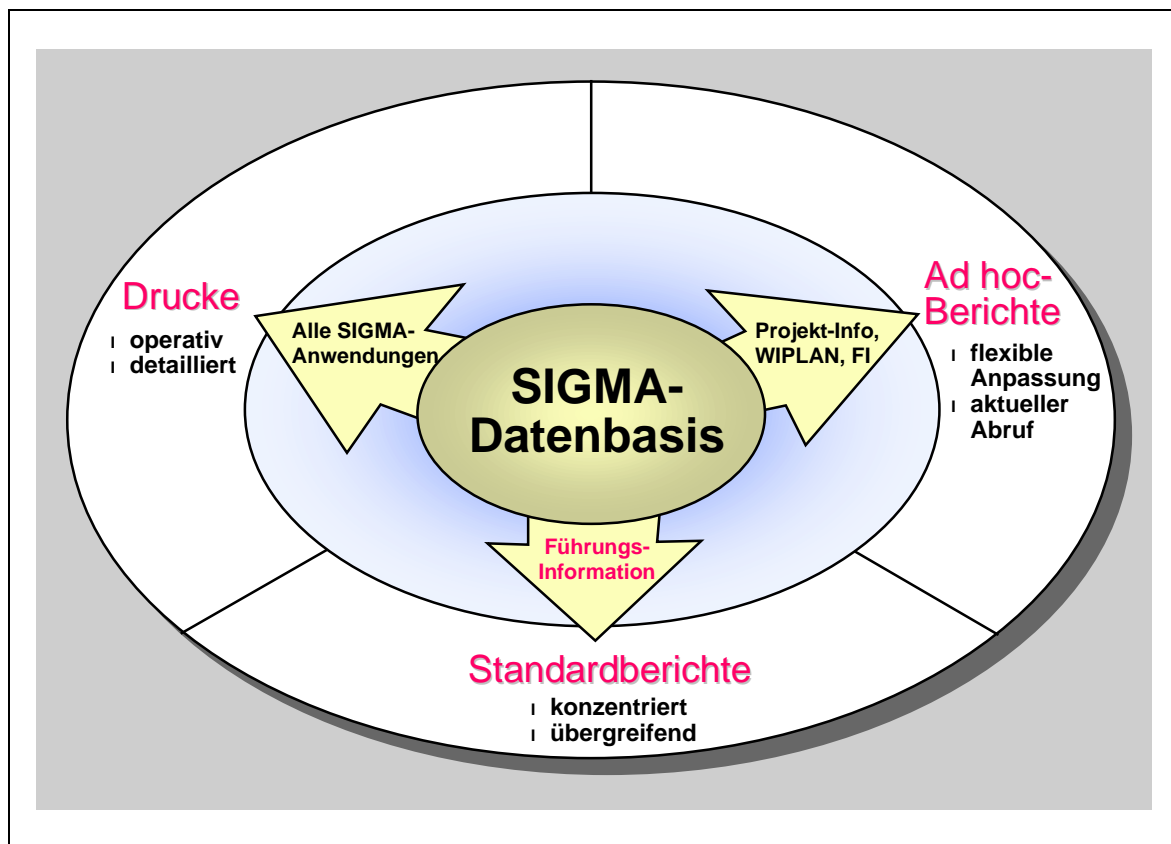 Drucke
ı operativ
ı detailliert
Alle SIGMA-
Anwendungen
SIGMA-
Datenbasis
Projekt-Info,
WIPLAN, FI
Ad hoc-
Berichte
ı flexible
Anpassung
ı aktueller
Abruf
Führungs-
Information
Standardberichte
ı konzentriert
ı übergreifend